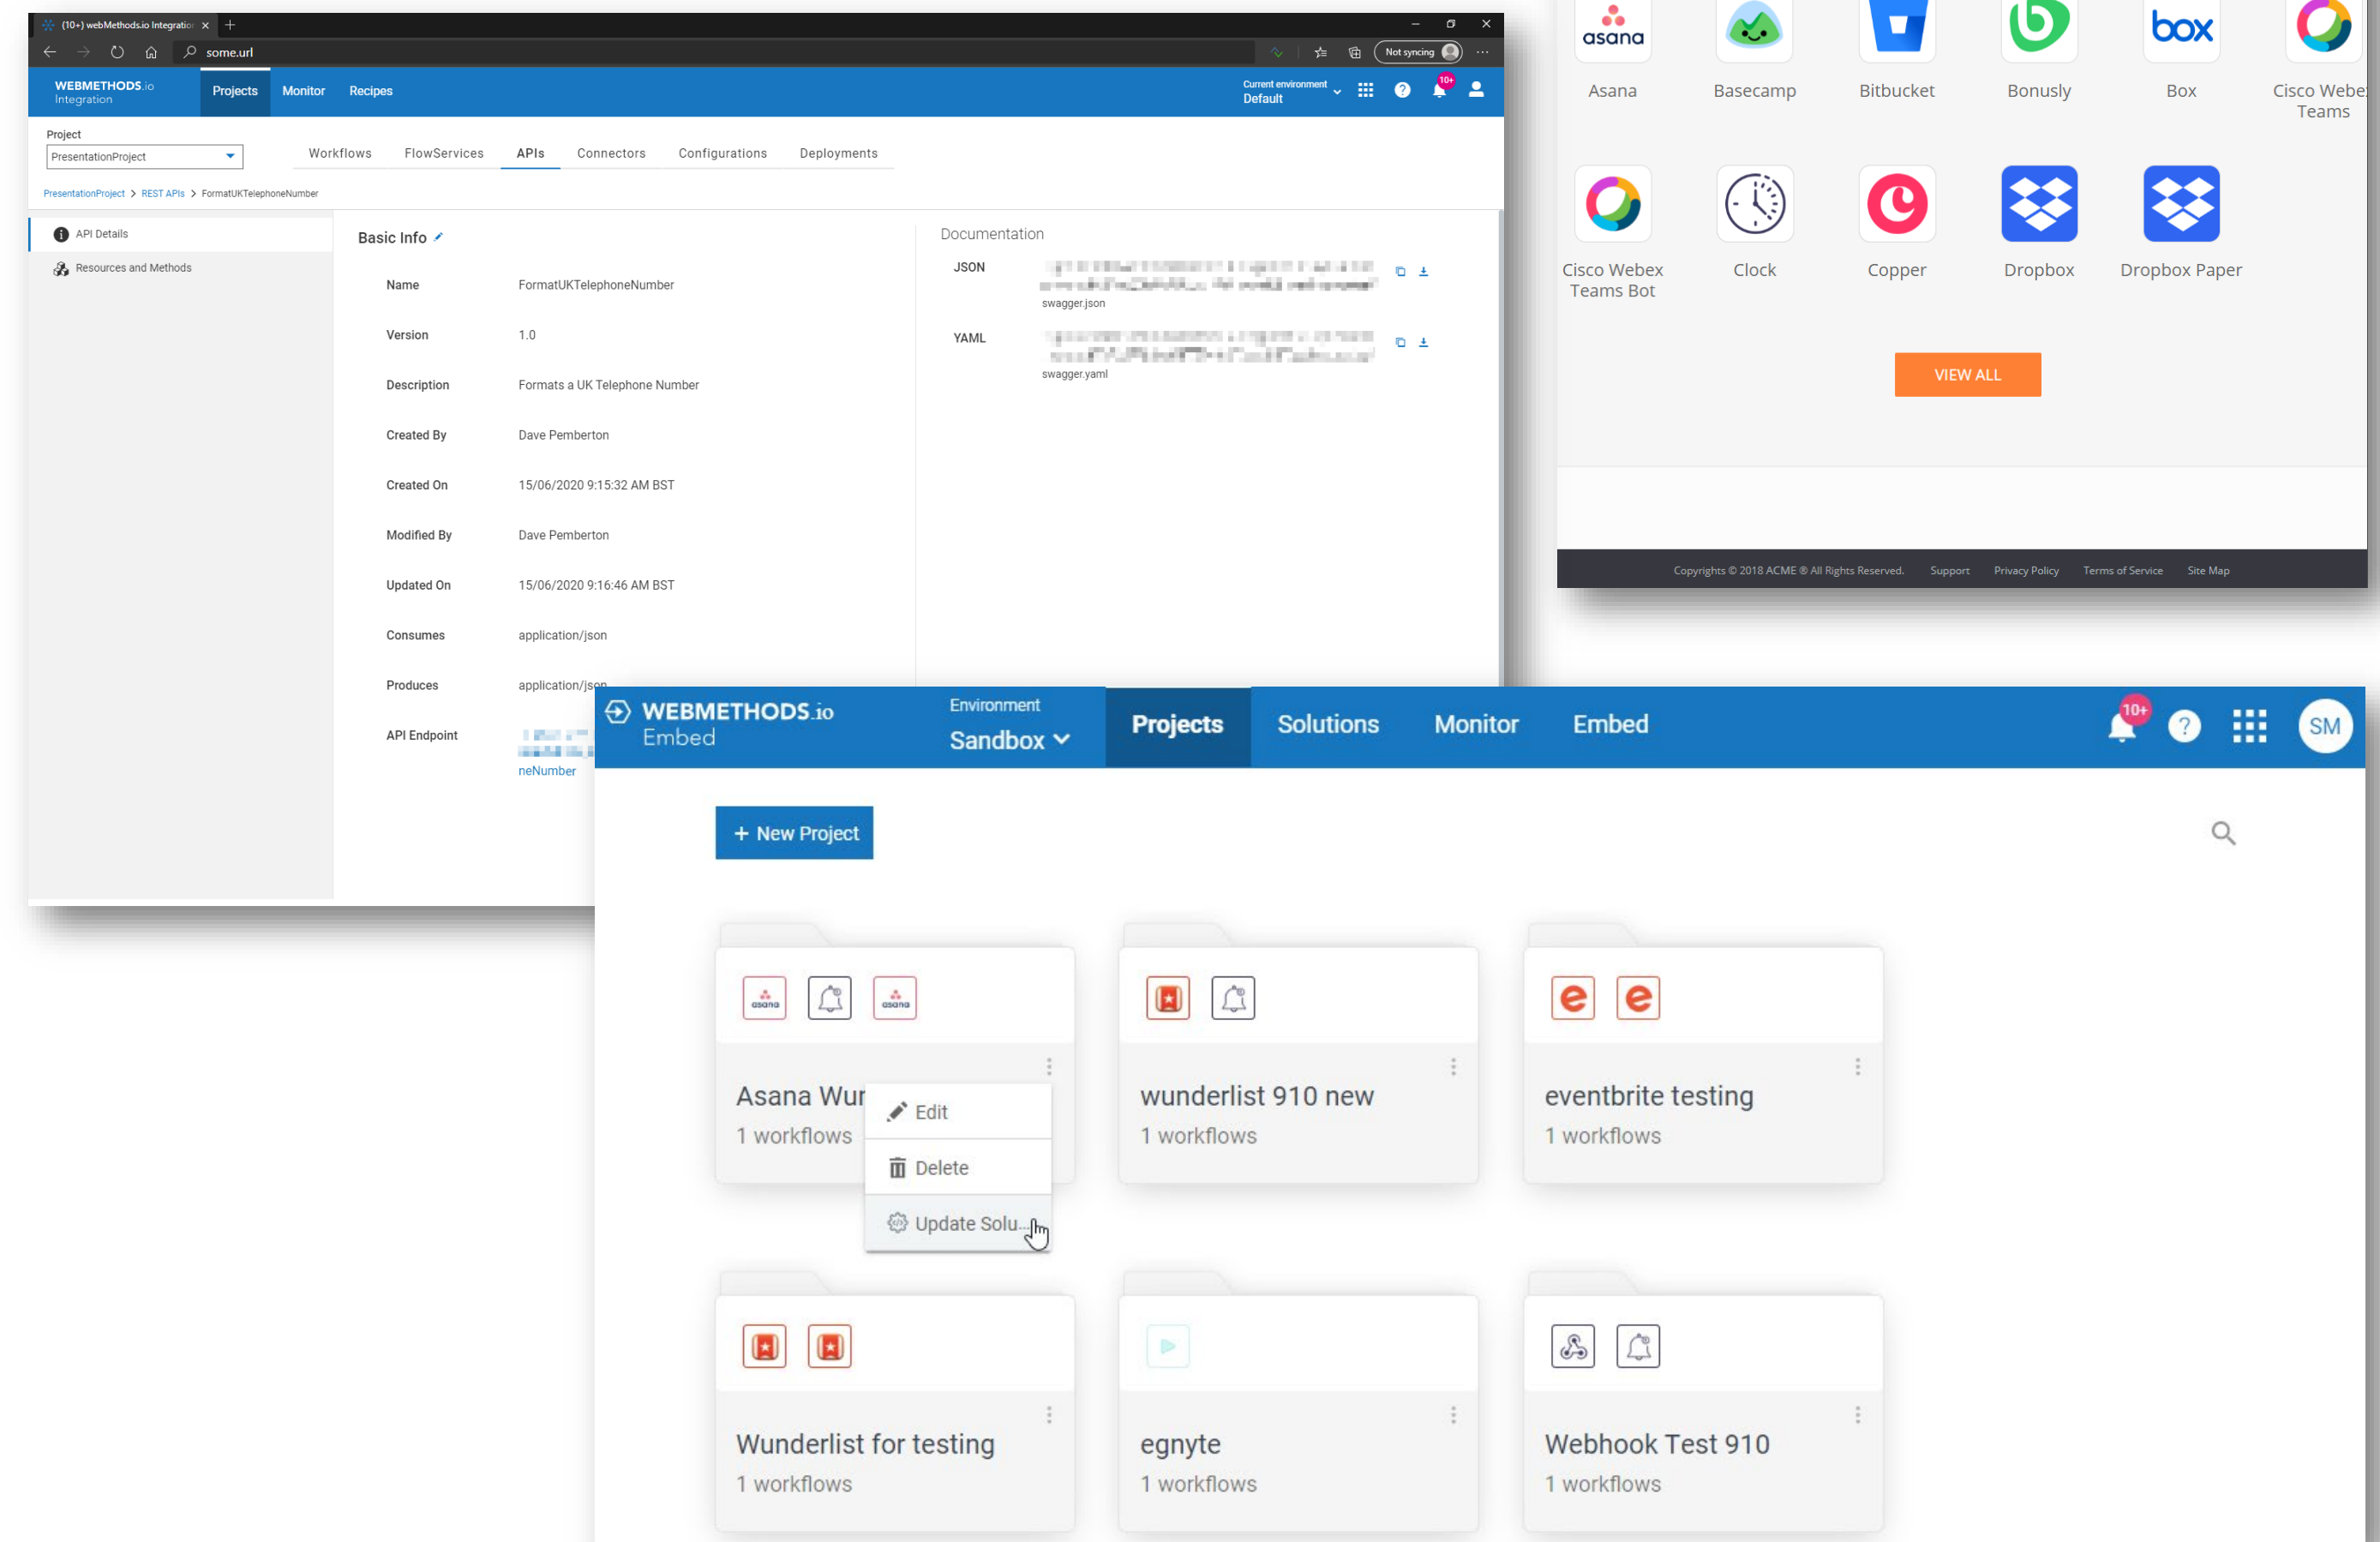 (10+) webMethods.io Integratio
some.url
Not syncing
WEBMETHODS.io
Integration
Projects
Monitor
Recipes
Current environment
Default
10+
Project
PresentationProject
Workflows
FlowServices
APIs
Connectors
Configurations
Deployments
PresentationProject > REST APIs > FormatUKTelephoneNumber
API Details
Resources and Methods
Basic Info
Name FormatUKTelephoneNumber
Version 1.0
Description Formats a UK Telephone Number
Created By Dave Pemberton
Created On 15/06/2020 9:15:32 AM BST
Modified By Dave Pemberton
Updated On 15/06/2020 9:16:46 AM BST
Consumes application/json
Produces application/json
API Endpoint
neNumber
Documentation
JSON
swagger.json
YAML
swagger.yaml
asana
box
Asana
Basecamp
Bitbucket
Bonusly
Box
Cisco Webex
Teams
Cisco Webex
Teams Bot
Clock
Copper
Dropbox
Dropbox Paper
VIEW ALL
Copyrights © 2018 ACME ® All Rights Reserved. Support Privacy Policy Terms of Service Site Map
WEBMETHODS.io
Embed
Environment
Sandbox
Projects
Solutions
Monitor
Embed
10+
SM
+ New Project
asana
asana
Asana Wur
1 workflows
Edit
Delete
Update Solu...
wunderlist 910 new
1 workflows
eventbrite testing
1 workflows
Wunderlist for testing
1 workflows
egnyte
1 workflows
Webhook Test 910
1 workflows